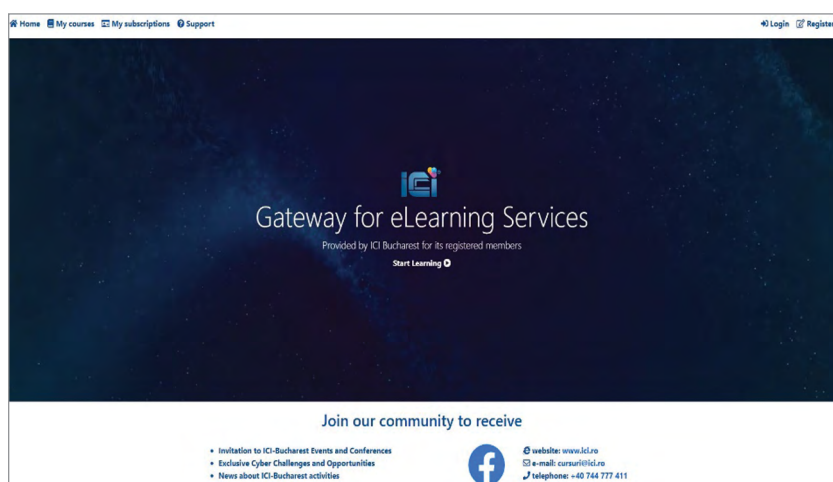 Home My courses My subscriptions Support Login Register
ici
Gateway for eLearning Services
Provided by ICI Bucharest for its registered members
Start Learning
Join our community to receive
• Invitation to ICI-Bucharest Events and Conferences
• Exclusive Cyber Challenges and Opportunities
• News about ICI-Bucharest activities
website: www.ici.ro
e-mail: cursuri@ici.ro
telephone: +40 744 777 411